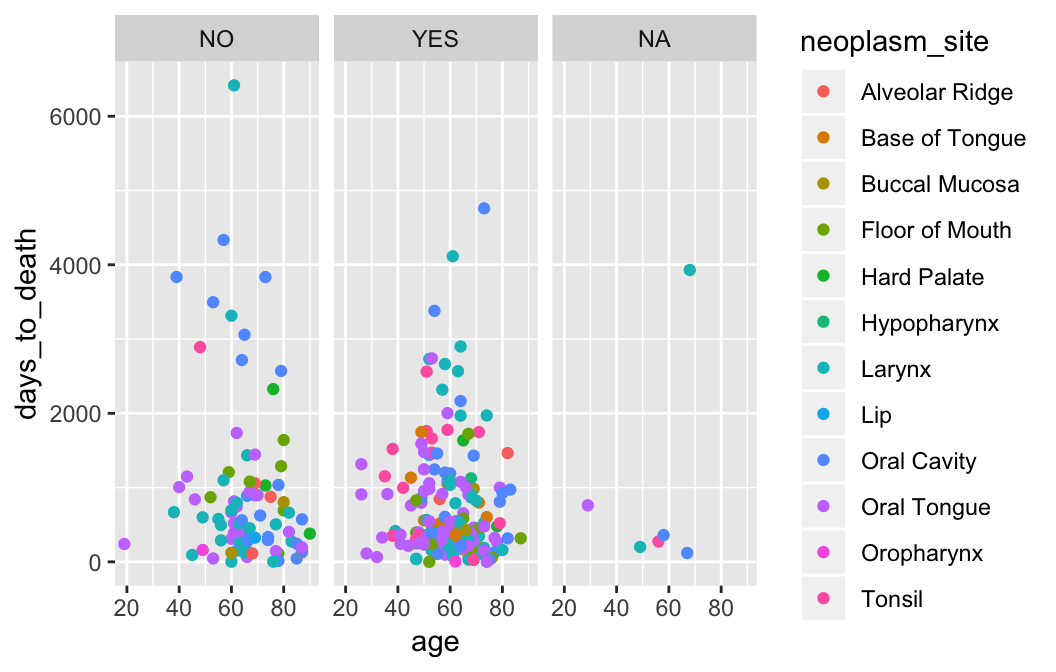 NO YES NA
neoplasm_site
Alveolar Ridge
Base of Tongue
Buccal Mucosa
Floor of Mouth
Hard Palate
Hypopharynx
Larynx
Lip
Oral Cavity
Oral Tongue
Oropharynx
Tonsil
days_to_death
6000
4000
2000
0
20 40 60 80 20 40 60 80 20 40 60 80
age